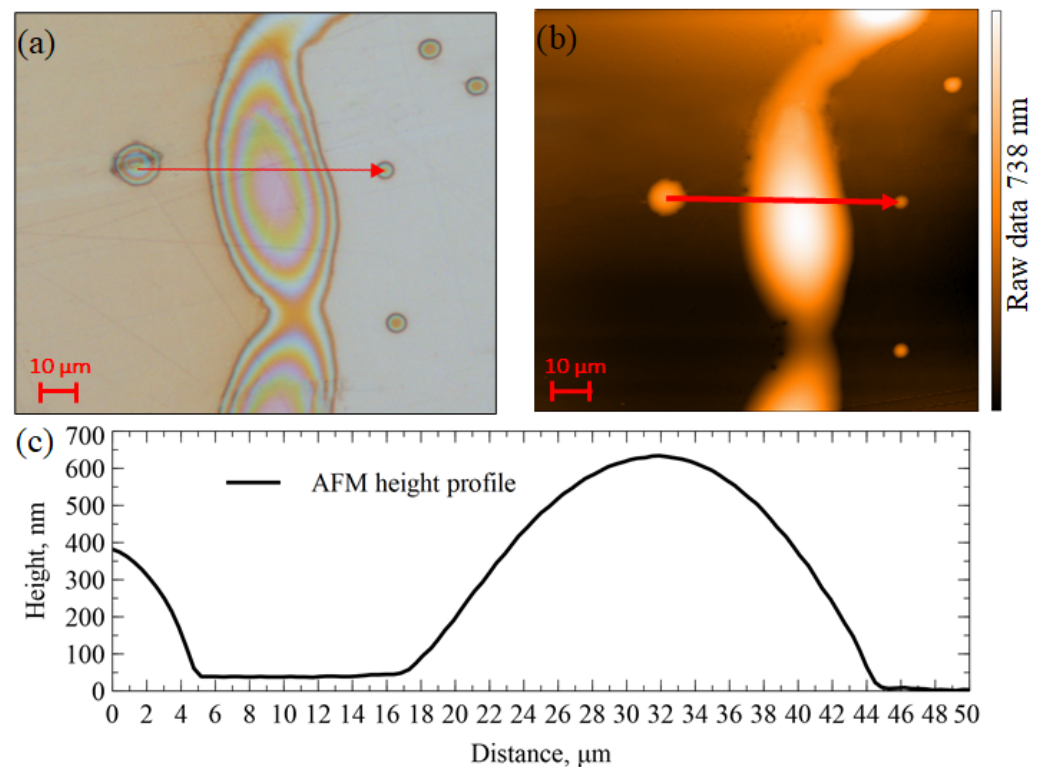 (a)
10 µm
(b)
10 µm
Raw data 738 nm
(c)
700
600
500
400
300
200
100
0
Height, nm
AFM height profile
0 2 4 6 8 10 12 14 16 18 20 22 24 26 28 30 32 34 36 38 40 42 44 46 48 50
Distance, µm